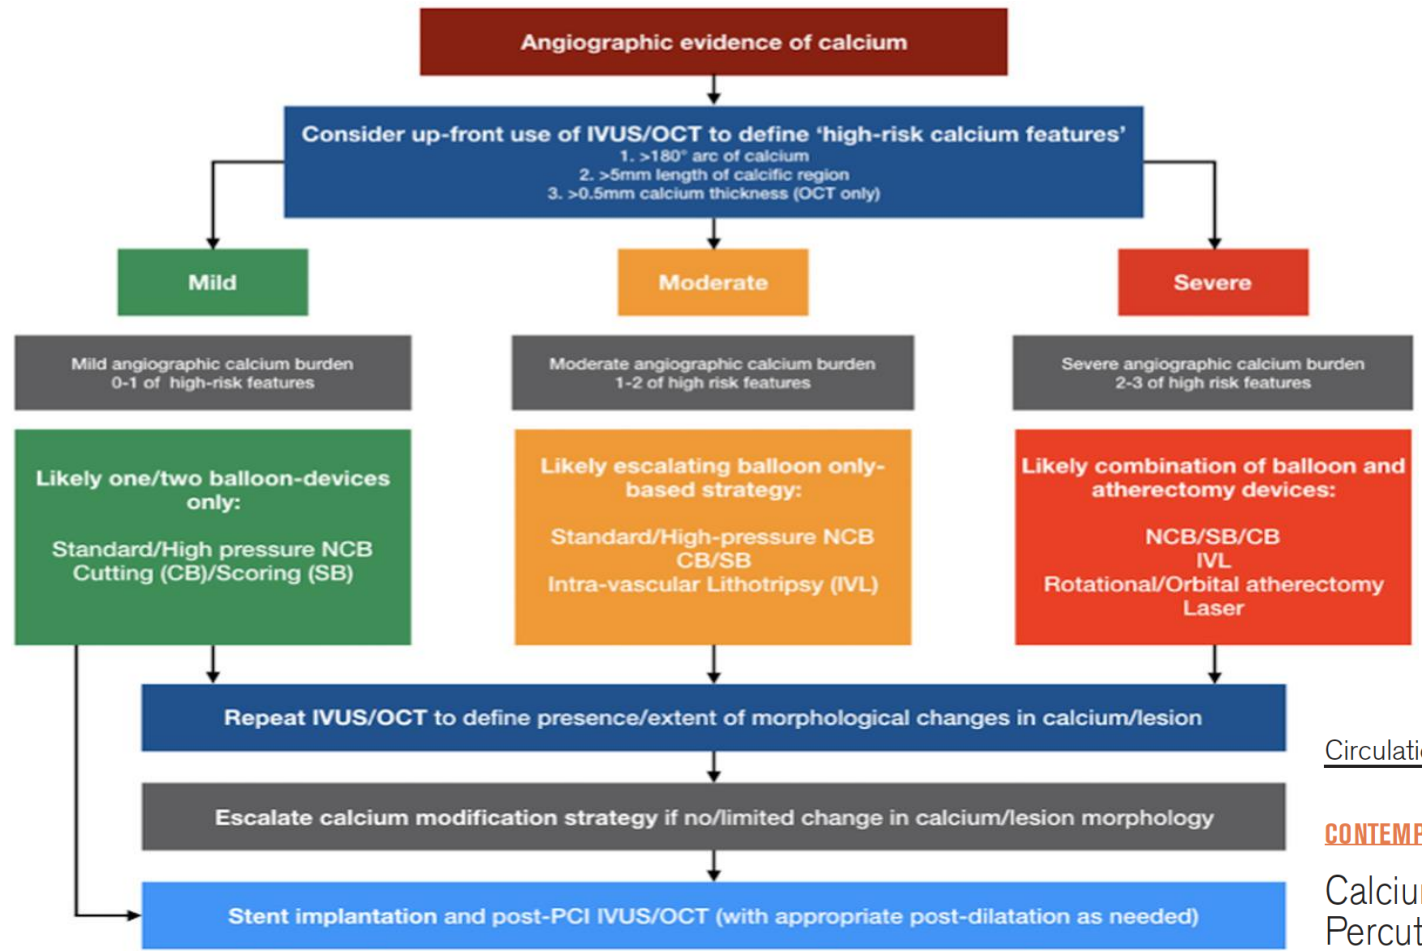 Angiographic evidence of calcium
Consider up-front use of IVUS/OCT to define ‘high-risk calcium features’
1. >180° arc of calcium
2. >5mm length of calcific region
3. >0.5mm calcium thickness (OCT only)
Mild
Moderate
Severe
Mild angiographic calcium burden
0-1 of high-risk features
Moderate angiographic calcium burden
1-2 of high risk features
Severe angiographic calcium burden
2-3 of high risk features
Likely one/two balloon-devices
only:
Standard/High pressure NCB
Cutting (CB)/Scoring (SB)
Likely escalating balloon only-
based strategy:
Standard/High-pressure NCB
CB/SB
Intra-vascular Lithotripsy (IVL)
Likely combination of balloon and
atherectomy devices:
NCB/SB/CB
IVL
Rotational/Orbital atherectomy
Laser
Repeat IVUS/OCT to define presence/extent of morphological changes in calcium/lesion
Escalate calcium modification strategy if no/limited change in calcium/lesion morphology
Stent implantation and post-PCI IVUS/OCT (with appropriate post-dilatation as needed)